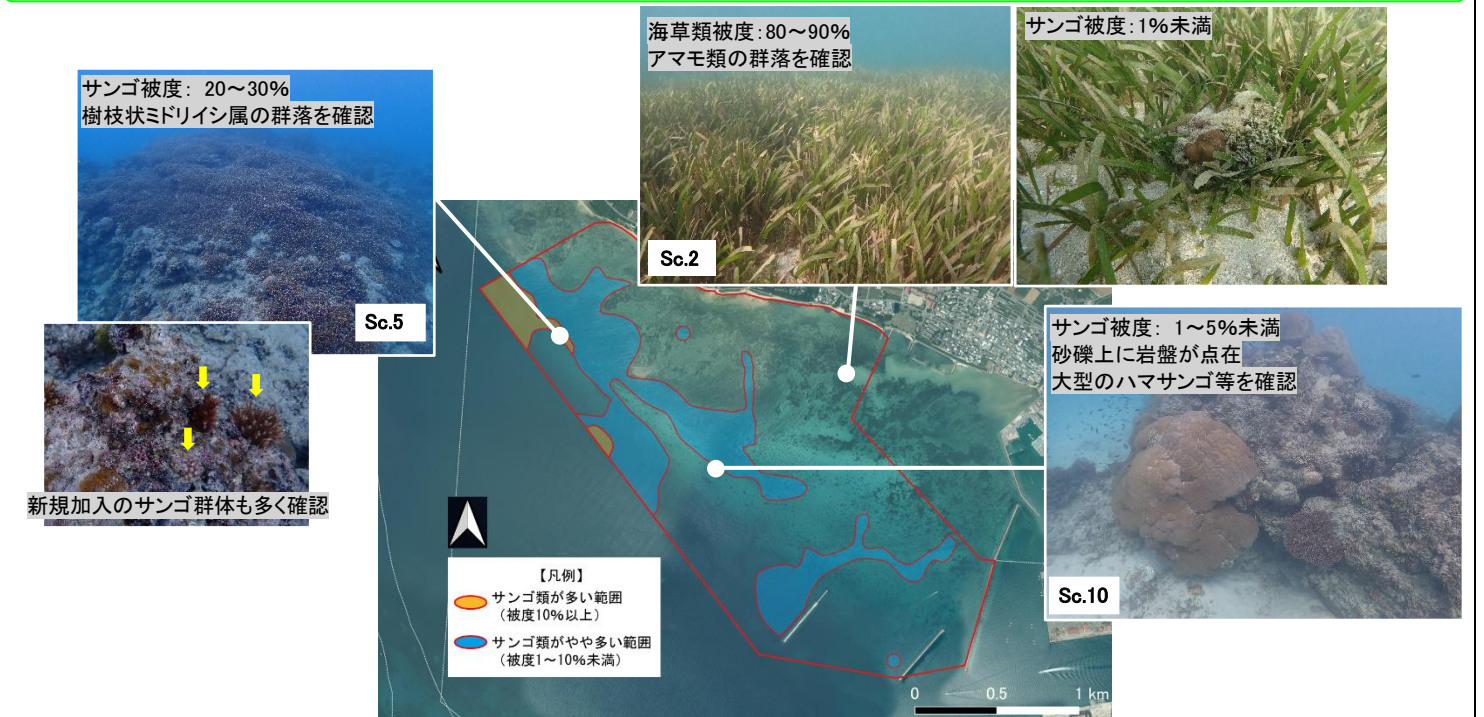 サンゴ被度: 20～30%
樹枝状ミドリイシ属の群落を確認
Sc.5
新規加入のサンゴ群体も多く確認
海草類被度:80～90%
アマモ類の群落を確認
Sc.2
サンゴ被度:1%未満
サンゴ被度: 1～5%未満
砂礫上に岩盤が点在
大型のハマサンゴ等を確認
Sc.10
【凡例】
サンゴ類が多い範囲
(被度10%以上)
サンゴ類がやや多い範囲
(被度1～10%未満)
0 0.5 1 km